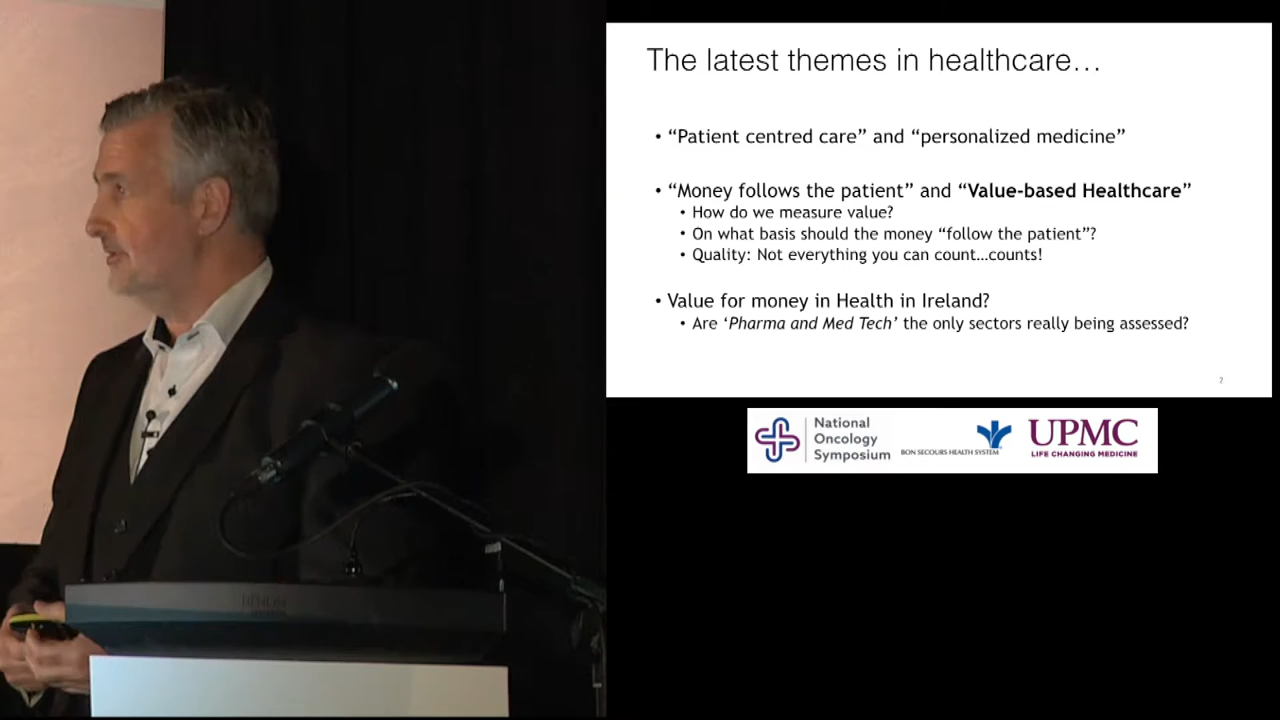 The latest themes in healthcare…
• “Patient centred care” and “personalized medicine”
• “Money follows the patient” and “Value-based Healthcare”
• How do we measure value?
• On what basis should the money “follow the patient”?
• Quality: Not everything you can count…counts!
• Value for money in Health in Ireland?
• Are ‘Pharma and Med Tech’ the only sectors really being assessed?
7
National
Oncology
Symposium
BON SECOURS HEALTH SYSTEM
UPMC
LIFE CHANGING MEDICINE